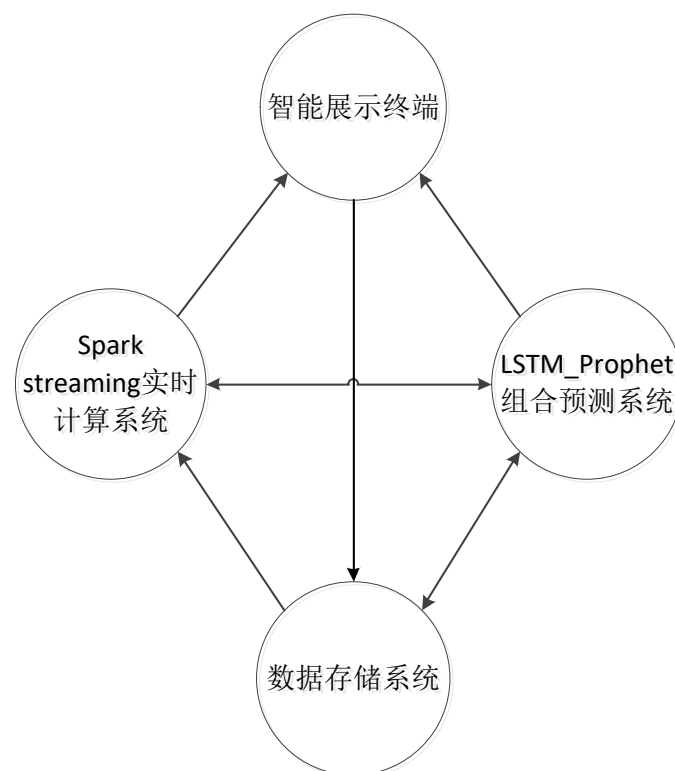 智能展示终端
Spark
streaming实时
计算系统
LSTM_Prophet
组合预测系统
数据存储系统